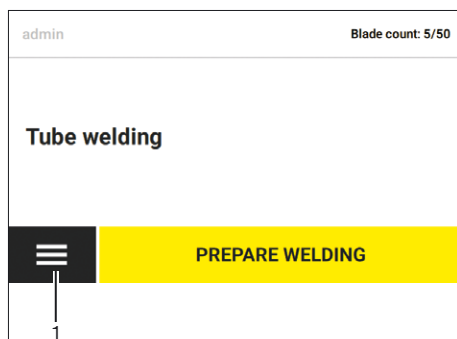 admin
Blade count: 5/50
Tube welding
PREPARE WELDING
1